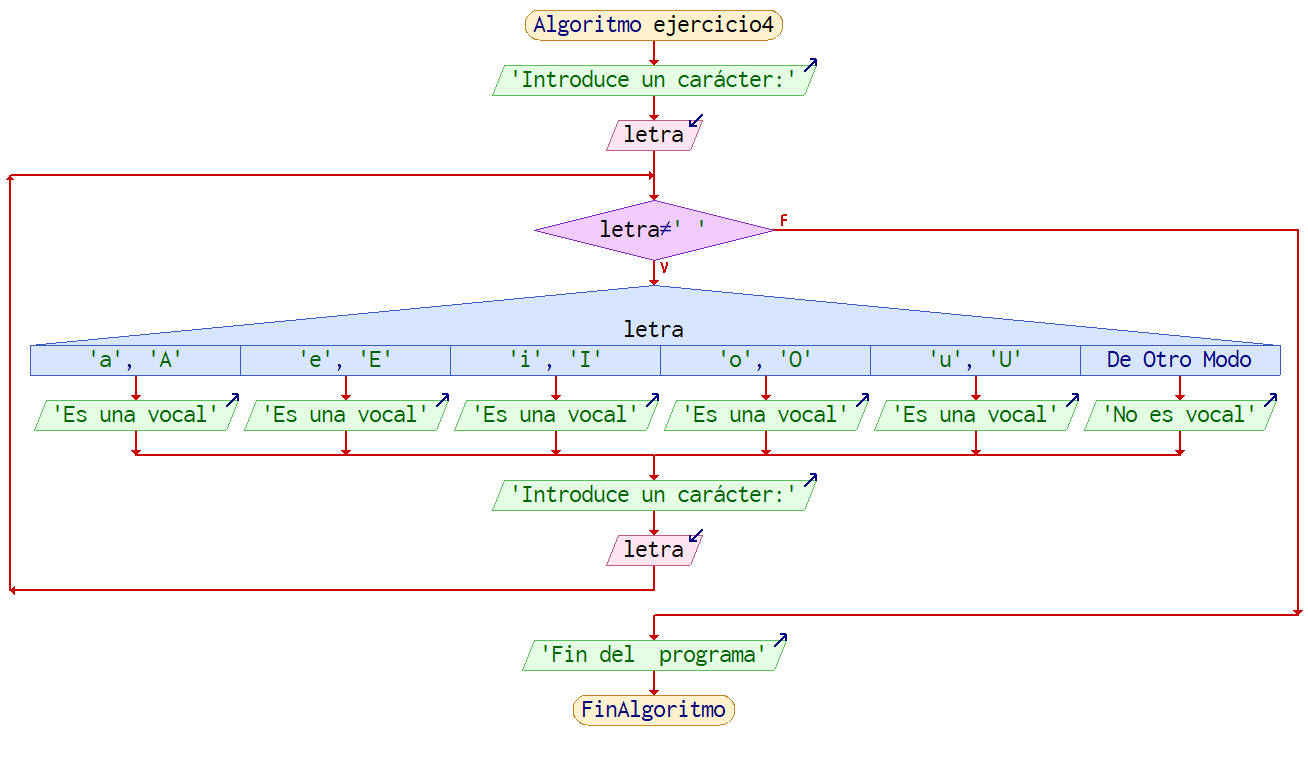 Algoritmo ejercicio4
'Introduce un carácter:'
letra
letra≠' '
F
V
letra
'a', 'A' 'e', 'E' 'i', 'I' 'o', 'O' 'u', 'U' De Otro Modo
'Es una vocal' 'Es una vocal' 'Es una vocal' 'Es una vocal' 'Es una vocal' 'No es vocal'
'Introduce un carácter:'
letra
'Fin del  programa'
FinAlgoritmo